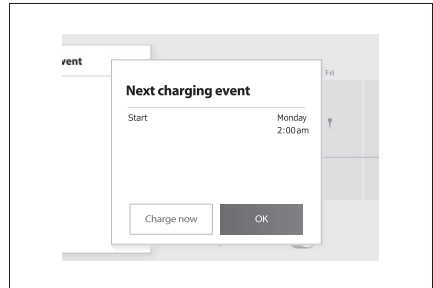 vent
Fri
Next charging event
Start Monday
2:00 am
Charge now OK